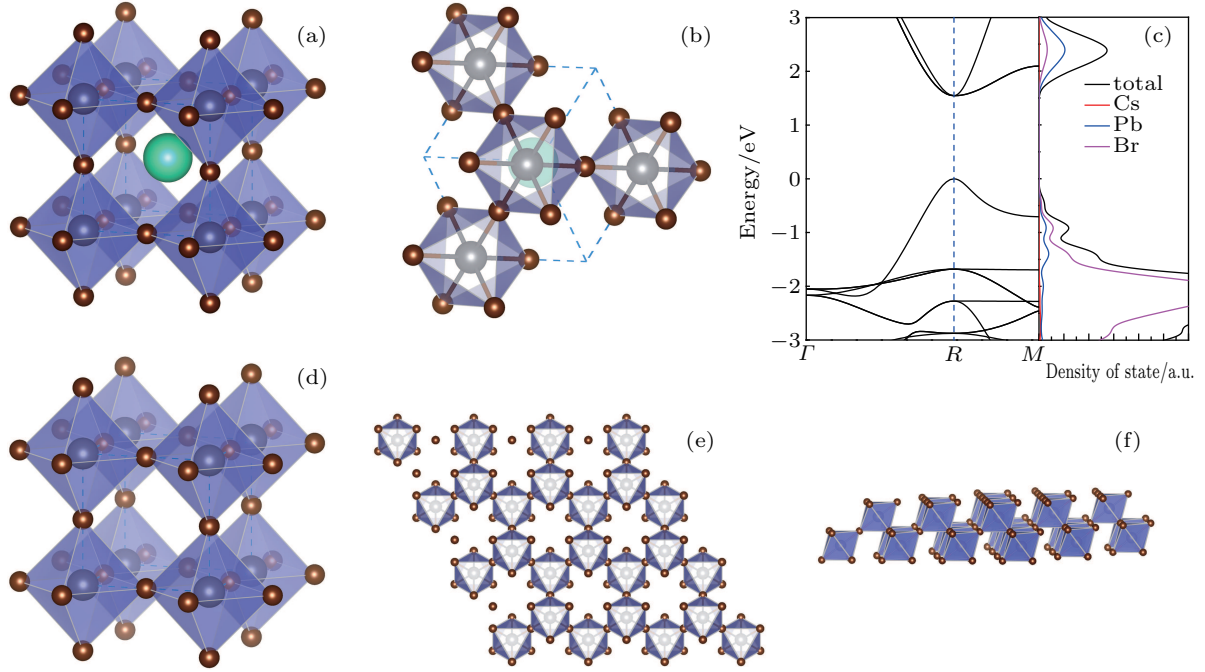 (a)
(b)
(c)
3
2
1
0
−1
−2
−3
Energy/eV
Γ
R
M
total
Cs
Pb
Br
Density of state/a.u.
(d)
(e)
(f)